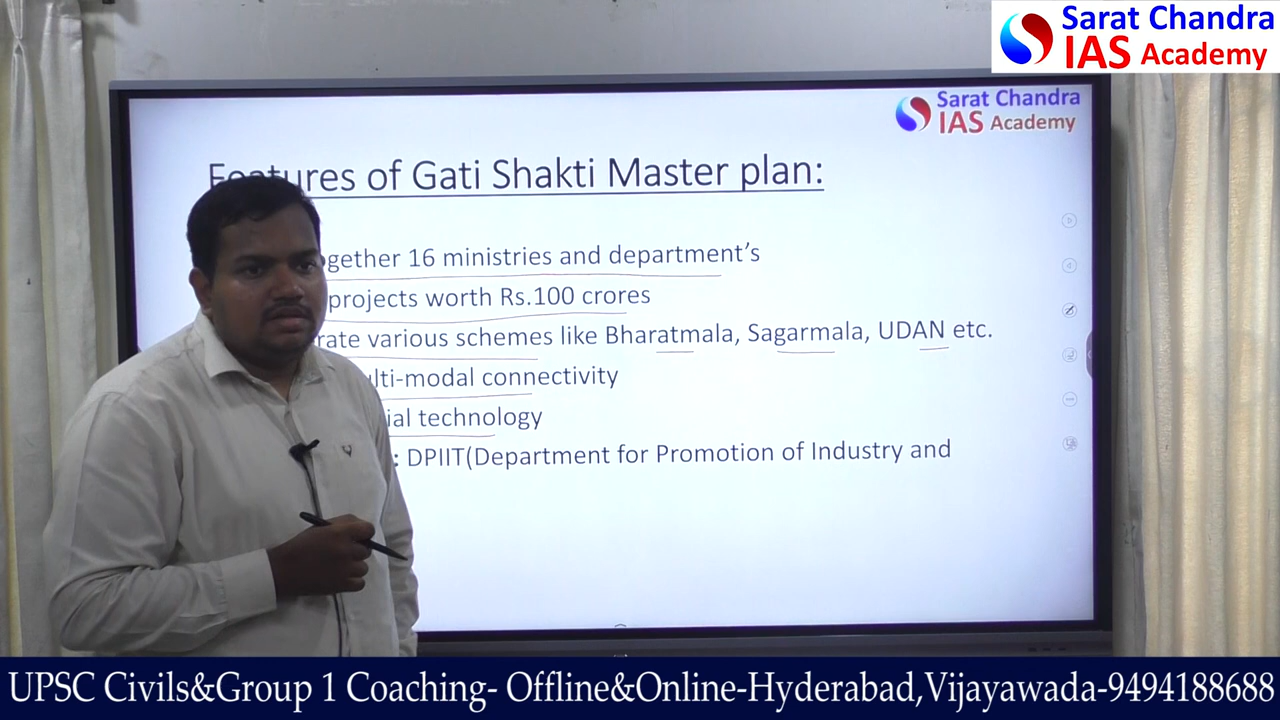 Sarat Chandra
IAS Academy
Sarat Chandra
IAS Academy
Features of Gati Shakti Master plan:
gether 16 ministries and department’s
projects worth Rs.100 crores
rate various schemes like Bharatmala, Sagarmala, UDAN etc.
lti-modal connectivity
ial technology
: DPIIT(Department for Promotion of Industry and
UPSC Civils&Group 1 Coaching- Offline&Online-Hyderabad,Vijayawada-9494188688